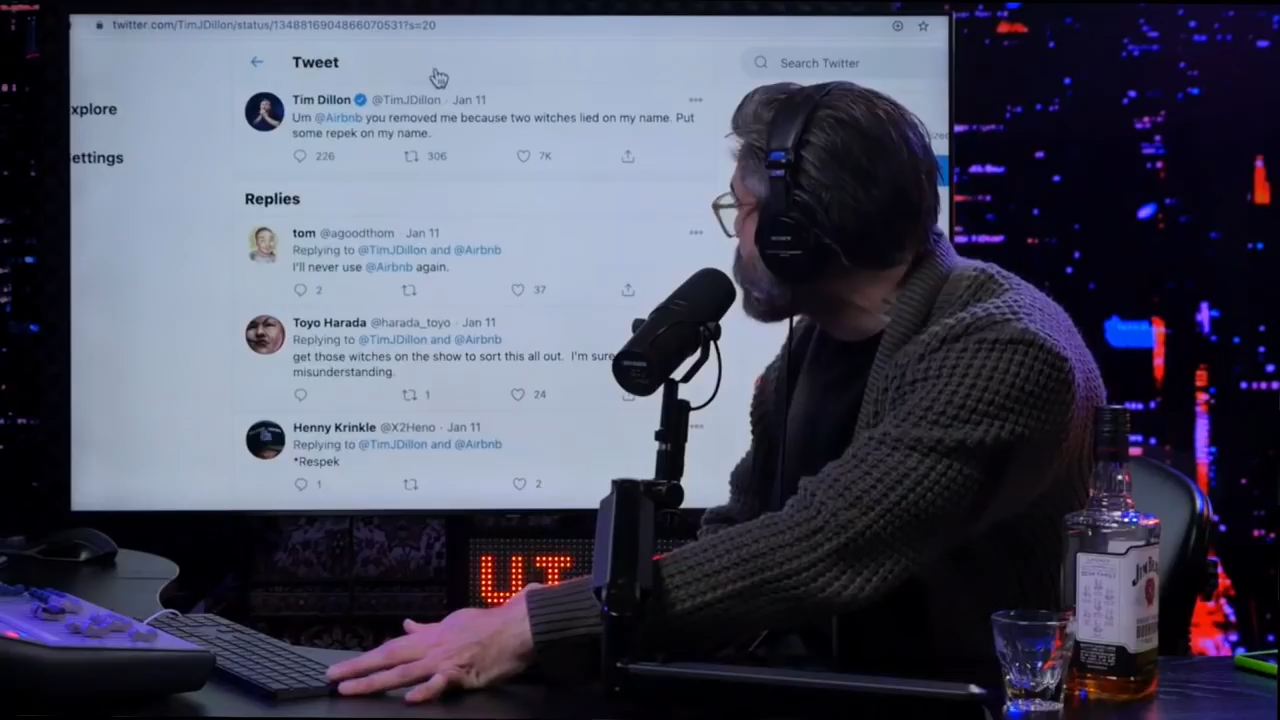 twitter.com/TimJDillon/status/1348816904866070531?s=20
Tweet
Search Twitter
xplore
ettings
Tim Dillon @TimJDillon · Jan 11
Um @Airbnb you removed me because two witches lied on my name. Put
some repek on my name.
226 306 7K
Replies
tom @agoodthom · Jan 11
Replying to @TimJDillon and @Airbnb
I'll never use @Airbnb again.
2 37
Toyo Harada @harada_toyo · Jan 11
Replying to @TimJDillon and @Airbnb
get those witches on the show to sort this all out. I'm sure
misunderstanding.
1 24
Henny Krinkle @X2Heno · Jan 11
Replying to @TimJDillon and @Airbnb
*Respek
1 2
SONY
JIM BEAM